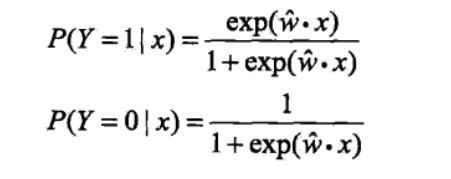 P(Y = 1 | x) = exp(ŵ • x) / 1 + exp(ŵ • x)
P(Y = 0 | x) = 1 / 1 + exp(ŵ • x)